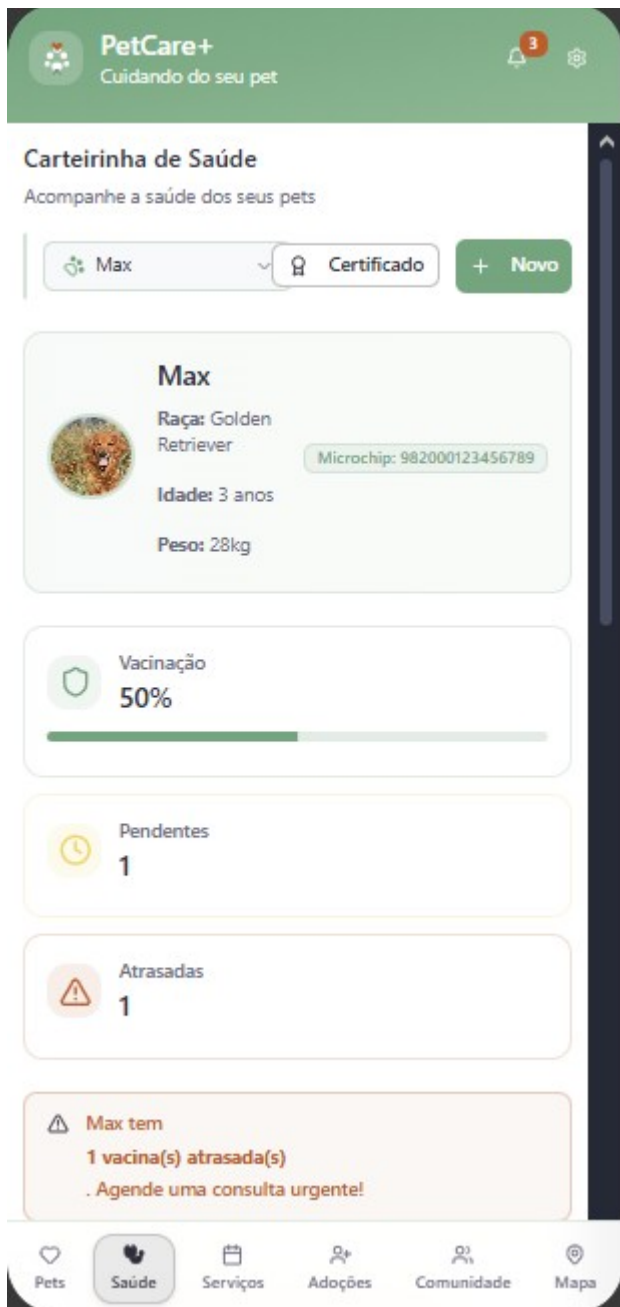 PetCare+
Cuidando do seu pet
3
Carteirinha de Saúde
Acompanhe a saúde dos seus pets
Max
Certificado
+ Novo
Max
Raça: Golden
Retriever
Microchip: 982000123456789
Idade: 3 anos
Peso: 28kg
Vacinação
50%
Pendentes
1
Atrasadas
1
Max tem
1 vacina(s) atrasada(s)
. Agende uma consulta urgente!
Pets
Saúde
Serviços
Adoções
Comunidade
Mapa